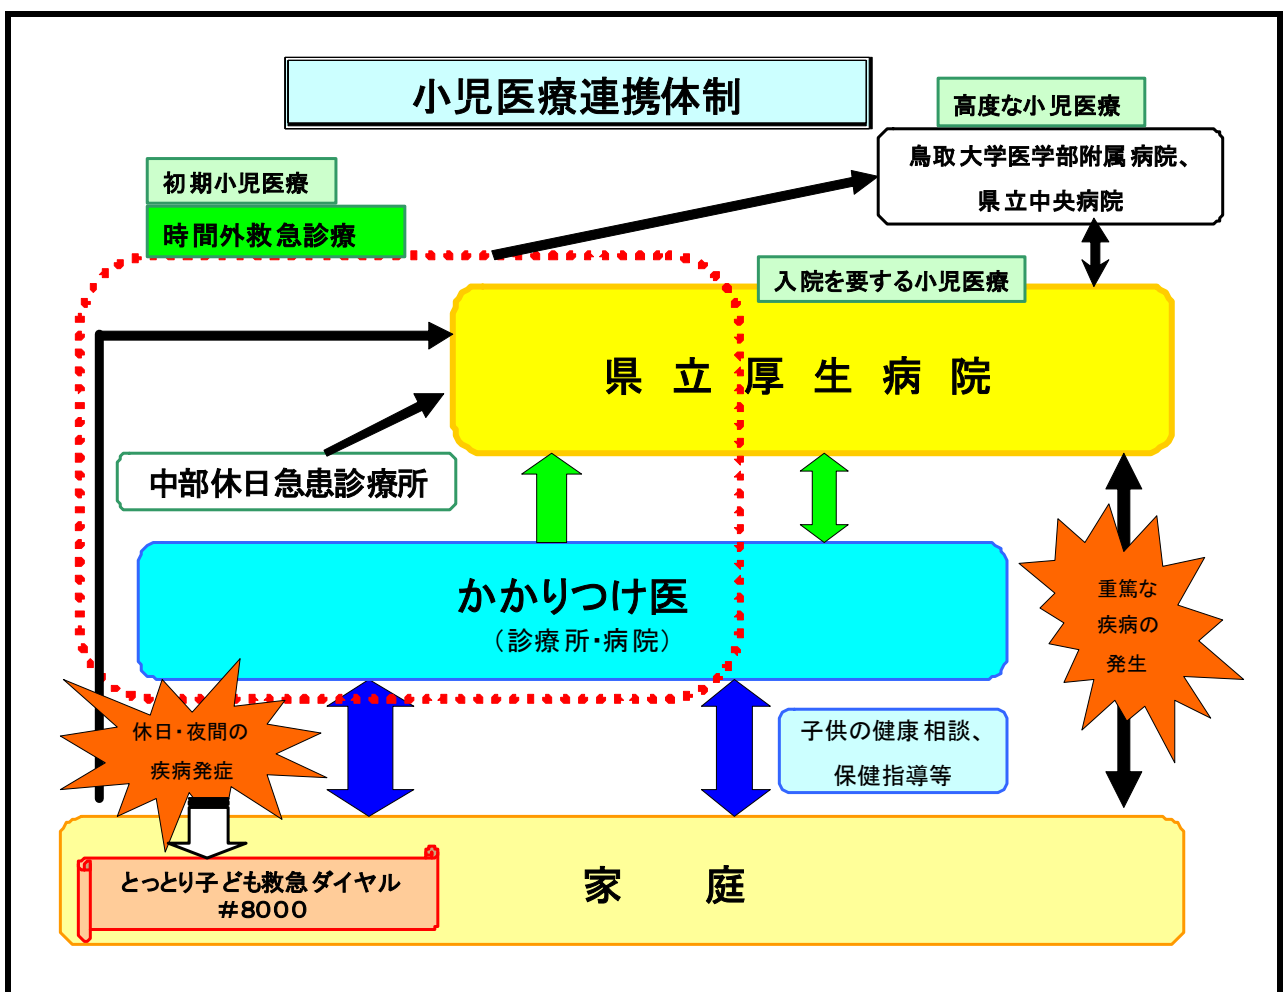 小児医療連携体制
高度な小児医療
鳥取大学医学部附属病院、
県立中央病院
初期小児医療
時間外救急診療
入院を要する小児医療
県立厚生病院
中部休日急患診療所
かかりつけ医
（診療所・病院）
重篤な
疾病の
発生
休日・夜間の
疾病発症
子供の健康相談、
保健指導等
家庭
とっとり子ども救急ダイヤル
＃8000